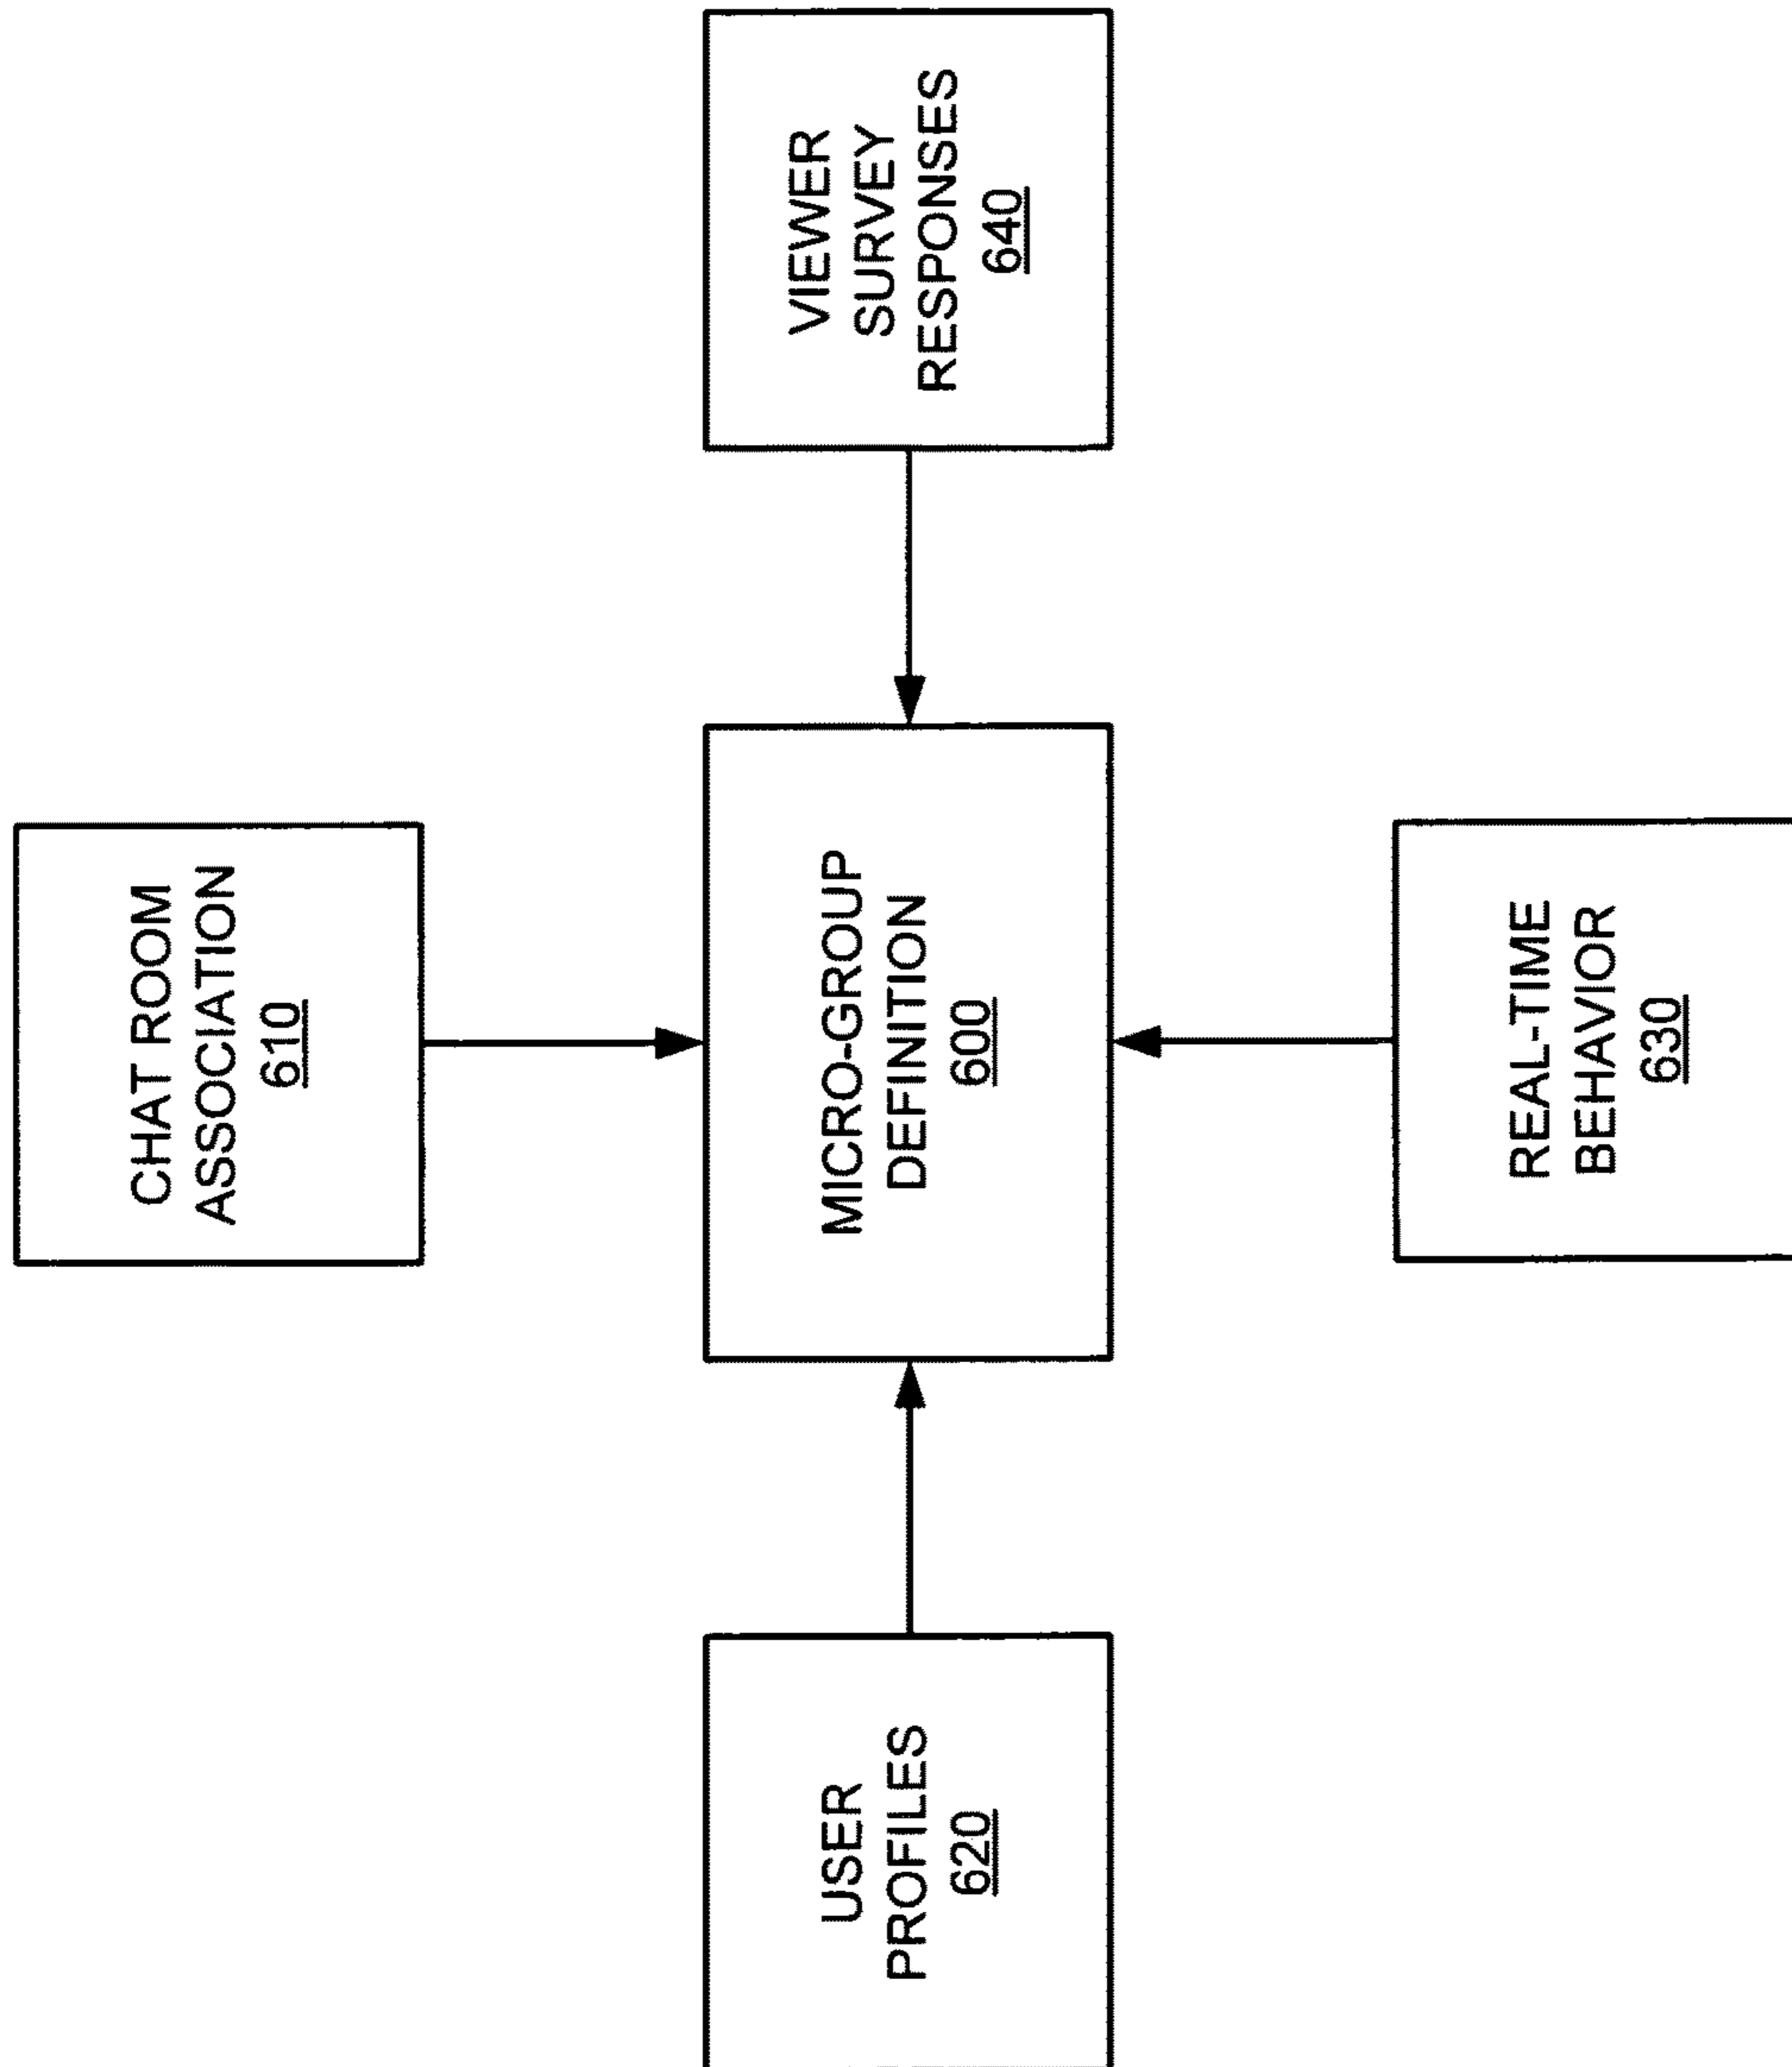 CHAT ROOM
ASSOCIATION
610
USER
PROFILES
620
MICRO-GROUP
DEFINITION
600
VIEWER
SURVEY
RESPONSES
640
REAL-TIME
BEHAVIOR
630